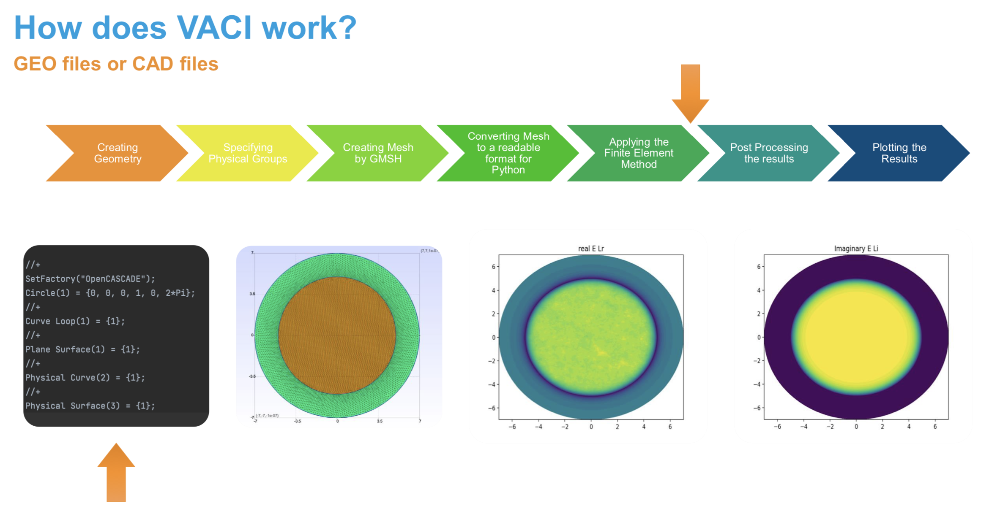 How does VACI work?
GEO files or CAD files
Creating
Geometry
Specifying
Physical Groups
Creating Mesh
by GMSH
Converting Mesh
to a readable
format for
Python
Applying the
Finite Element
Method
Post Processing
the results
Plotting the
Results
//+
SetFactory("OpenCASCADE");
Circle(1) = {0, 0, 0, 1, 0, 2*Pi};
//+
Curve Loop(1) = {1};
//+
Plane Surface(1) = {1};
//+
Physical Curve(2) = {1};
//+
Physical Surface(3) = {1};
(7,7,1e-07
7
3.5
0
-3.5
-7
(-7,-7,-1e-07)
-7 -3.5 0 3.5 7
real E Lr
6
4
2
0
−2
−4
−6
−6 −4 −2 0 2 4 6
Imaginary E Li
6
4
2
0
−2
−4
−6
−6 −4 −2 0 2 4 6